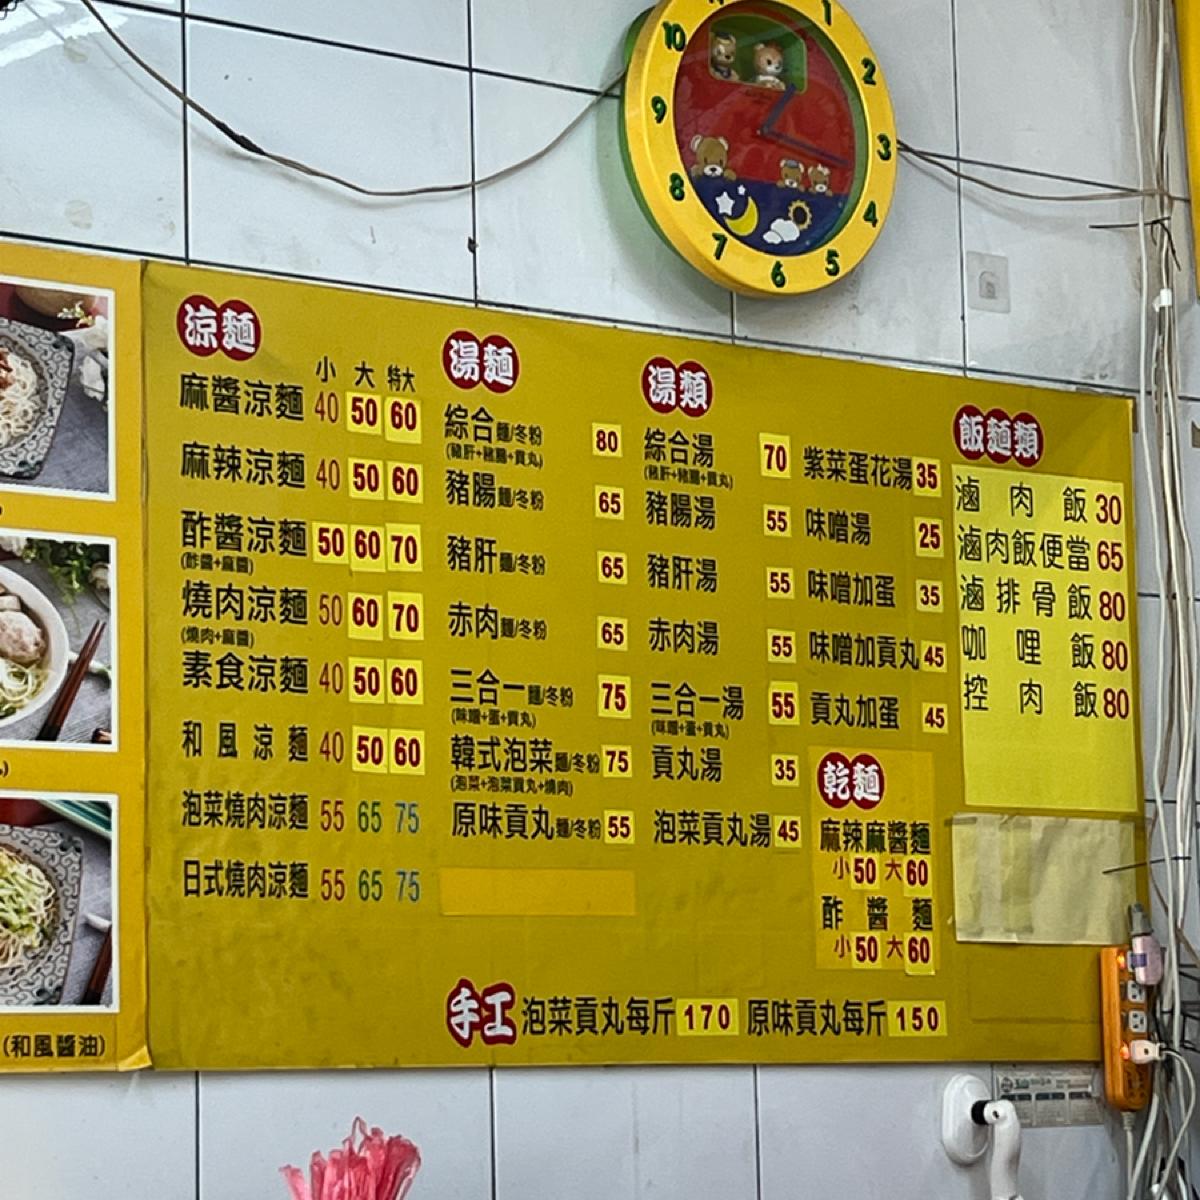 10 1 2 3 4 5 6 7 8 9
涼麵
小 大 特大
麻醬涼麵 40 50 60
麻辣涼麵 40 50 60
酢醬涼麵 50 60 70
(酢醬+麻醬)
燒肉涼麵 50 60 70
(燒肉+麻醬)
素食涼麵 40 50 60
和風涼麵 40 50 60
泡菜燒肉涼麵 55 65 75
日式燒肉涼麵 55 65 75
湯麵
綜合麵/冬粉 80
(豬肝+豬腸+貢丸)
豬腸麵/冬粉 65
豬肝麵/冬粉 65
赤肉麵/冬粉 65
三合一麵/冬粉 75
(味噌+蛋+貢丸)
韓式泡菜麵/冬粉 75
(泡菜+泡菜貢丸+燒肉)
原味貢丸麵/冬粉 55
湯類
綜合湯 70
(豬肝+豬腸+貢丸)
豬腸湯 55
豬肝湯 55
赤肉湯 55
三合一湯 55
(味噌+蛋+貢丸)
貢丸湯 35
泡菜貢丸湯 45
紫菜蛋花湯 35
味噌湯 25
味噌加蛋 35
味噌加貢丸 45
貢丸加蛋 45
乾麵
麻辣麻醬麵
小 50 大 60
酢醬麵
小 50 大 60
飯麵類
滷肉飯 30
滷肉飯便當 65
滷排骨飯 80
咖哩飯 80
控肉飯 80
手工 泡菜貢丸每斤 170 原味貢丸每斤 150
(和風醬油)